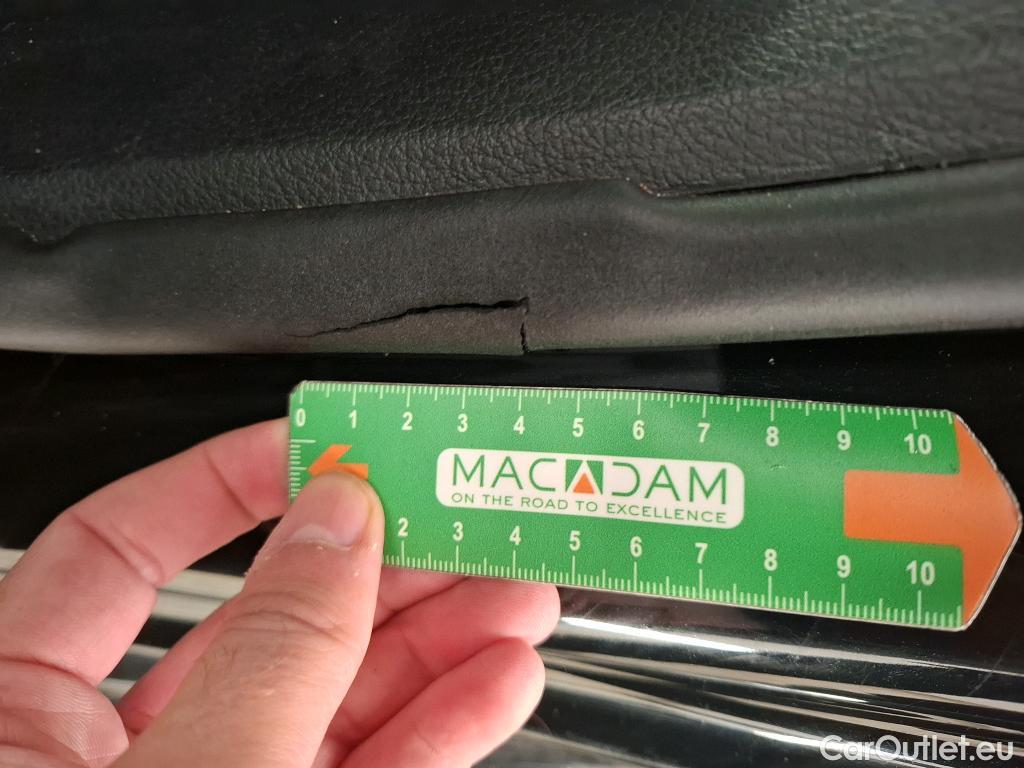 0 1 2 3 4 5 6 7 8 9 10
MACADAM
ON THE ROAD TO EXCELLENCE
2 3 4 5 6 7 8 9 10
CarOutlet.eu